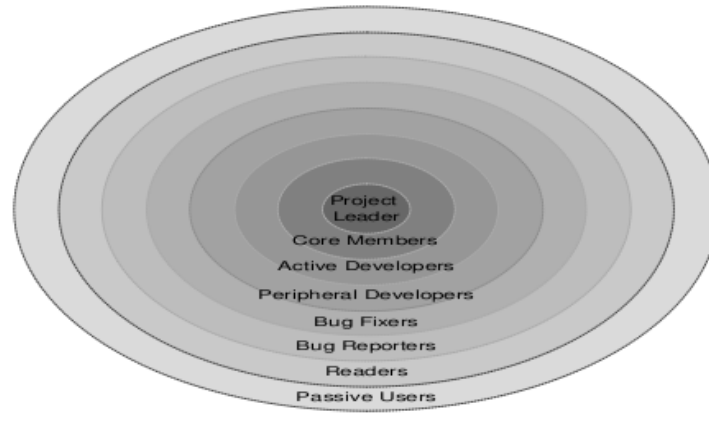 Project
Leader
Core Members
Active Developers
Peripheral Developers
Bug Fixers
Bug Reporters
Readers
Passive Users